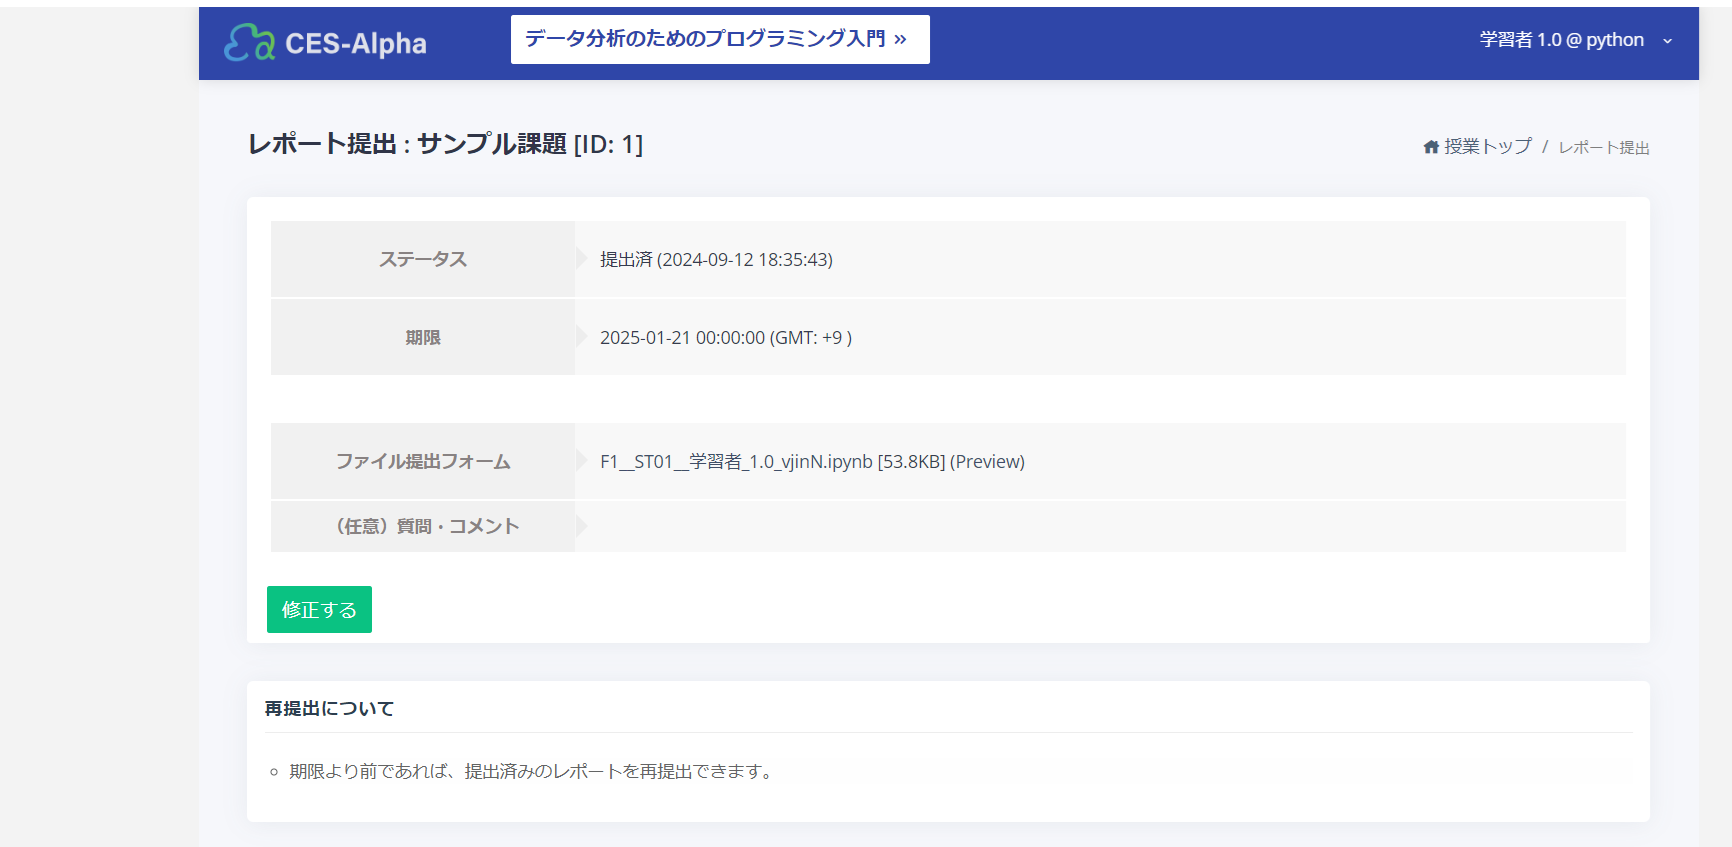 CES-Alpha
データ分析のためのプログラミング入門 »
学習者 1.0 @ python
レポート提出 : サンプル課題 [ID: 1]
授業トップ / レポート提出
ステータス
提出済 (2024-09-12 18:35:43)
期限
2025-01-21 00:00:00 (GMT: +9 )
ファイル提出フォーム
F1__ST01__学習者_1.0_vjinN.ipynb [53.8KB] (Preview)
（任意）質問・コメント
修正する
再提出について
期限より前であれば、提出済みのレポートを再提出できます。